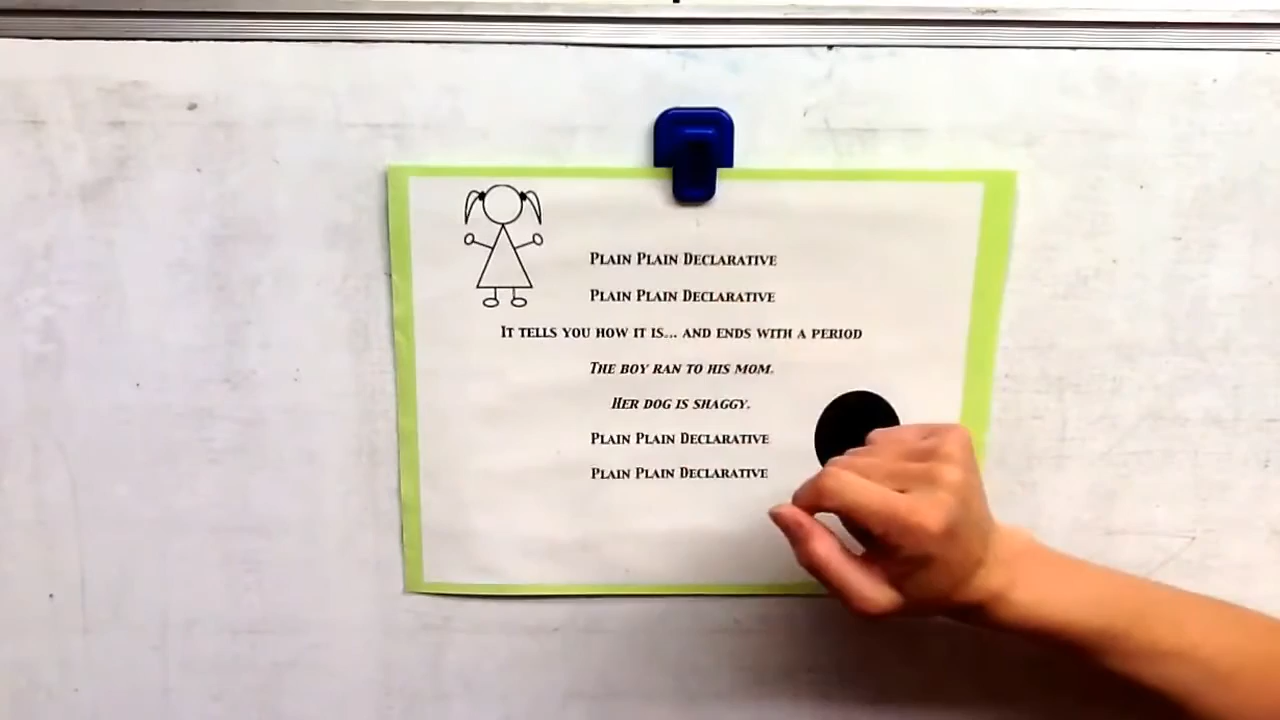 Plain Plain Declarative
Plain Plain Declarative
It tells you how it is... and ends with a period
The boy ran to his mom.
Her dog is shaggy.
Plain Plain Declarative
Plain Plain Declarative